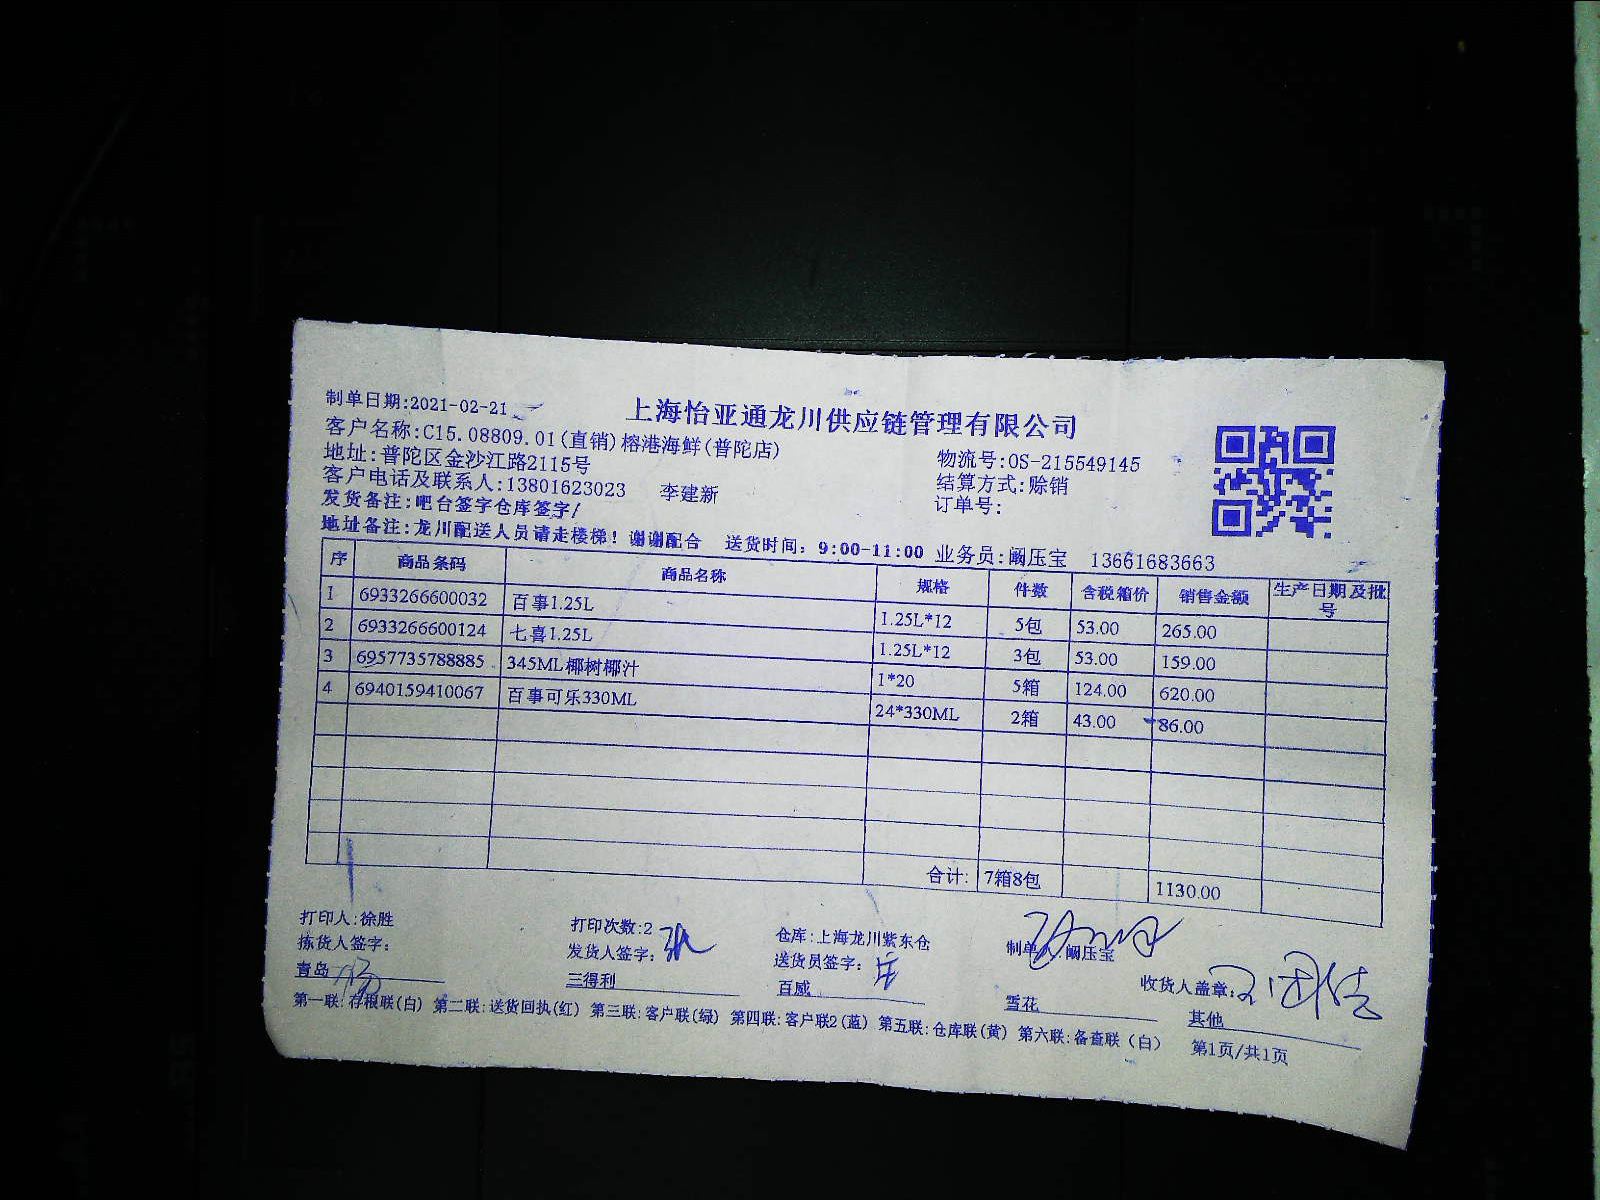 制单日期:2021-02-21
上海怡亚通龙川供应链管理有限公司
客户名称:C15.08809.01(直销)榕港海鲜(普陀店)
地址:普陀区金沙江路2115号
物流号:OS-215549145
客户电话及联系人:13801623023 李建新
结算方式:赊销
发货备注:吧台签字仓库签字/
订单号:
地址备注:龙川配送人员请走楼梯！谢谢配合 送货时间：9:00-11:00 业务员:阚压宝 13661683663
序 商品条码 商品名称 规格 件数 含税箱价 销售金额 生产日期及批号
1 6933266600032 百事1.25L 1.25L*12 5包 53.00 265.00
2 6933266600124 七喜1.25L 1.25L*12 3包 53.00 159.00
3 6957735788885 345ML椰树椰汁 1*20 5箱 124.00 620.00
4 6940159410067 百事可乐330ML 24*330ML 2箱 43.00 86.00
合计: 7箱8包 1130.00
打印人:徐胜 打印次数:2 仓库:上海龙川紫东仓 制单 阚压宝
拣货人签字: 发货人签字: 送货员签字: 收货人盖章:
青岛 三得利 百威 雪花 其他
第一联:存根联(白) 第二联:送货回执(红) 第三联:客户联(绿) 第四联:客户联2(蓝) 第五联:仓库联(黄) 第六联:备查联（白） 第1页/共1页